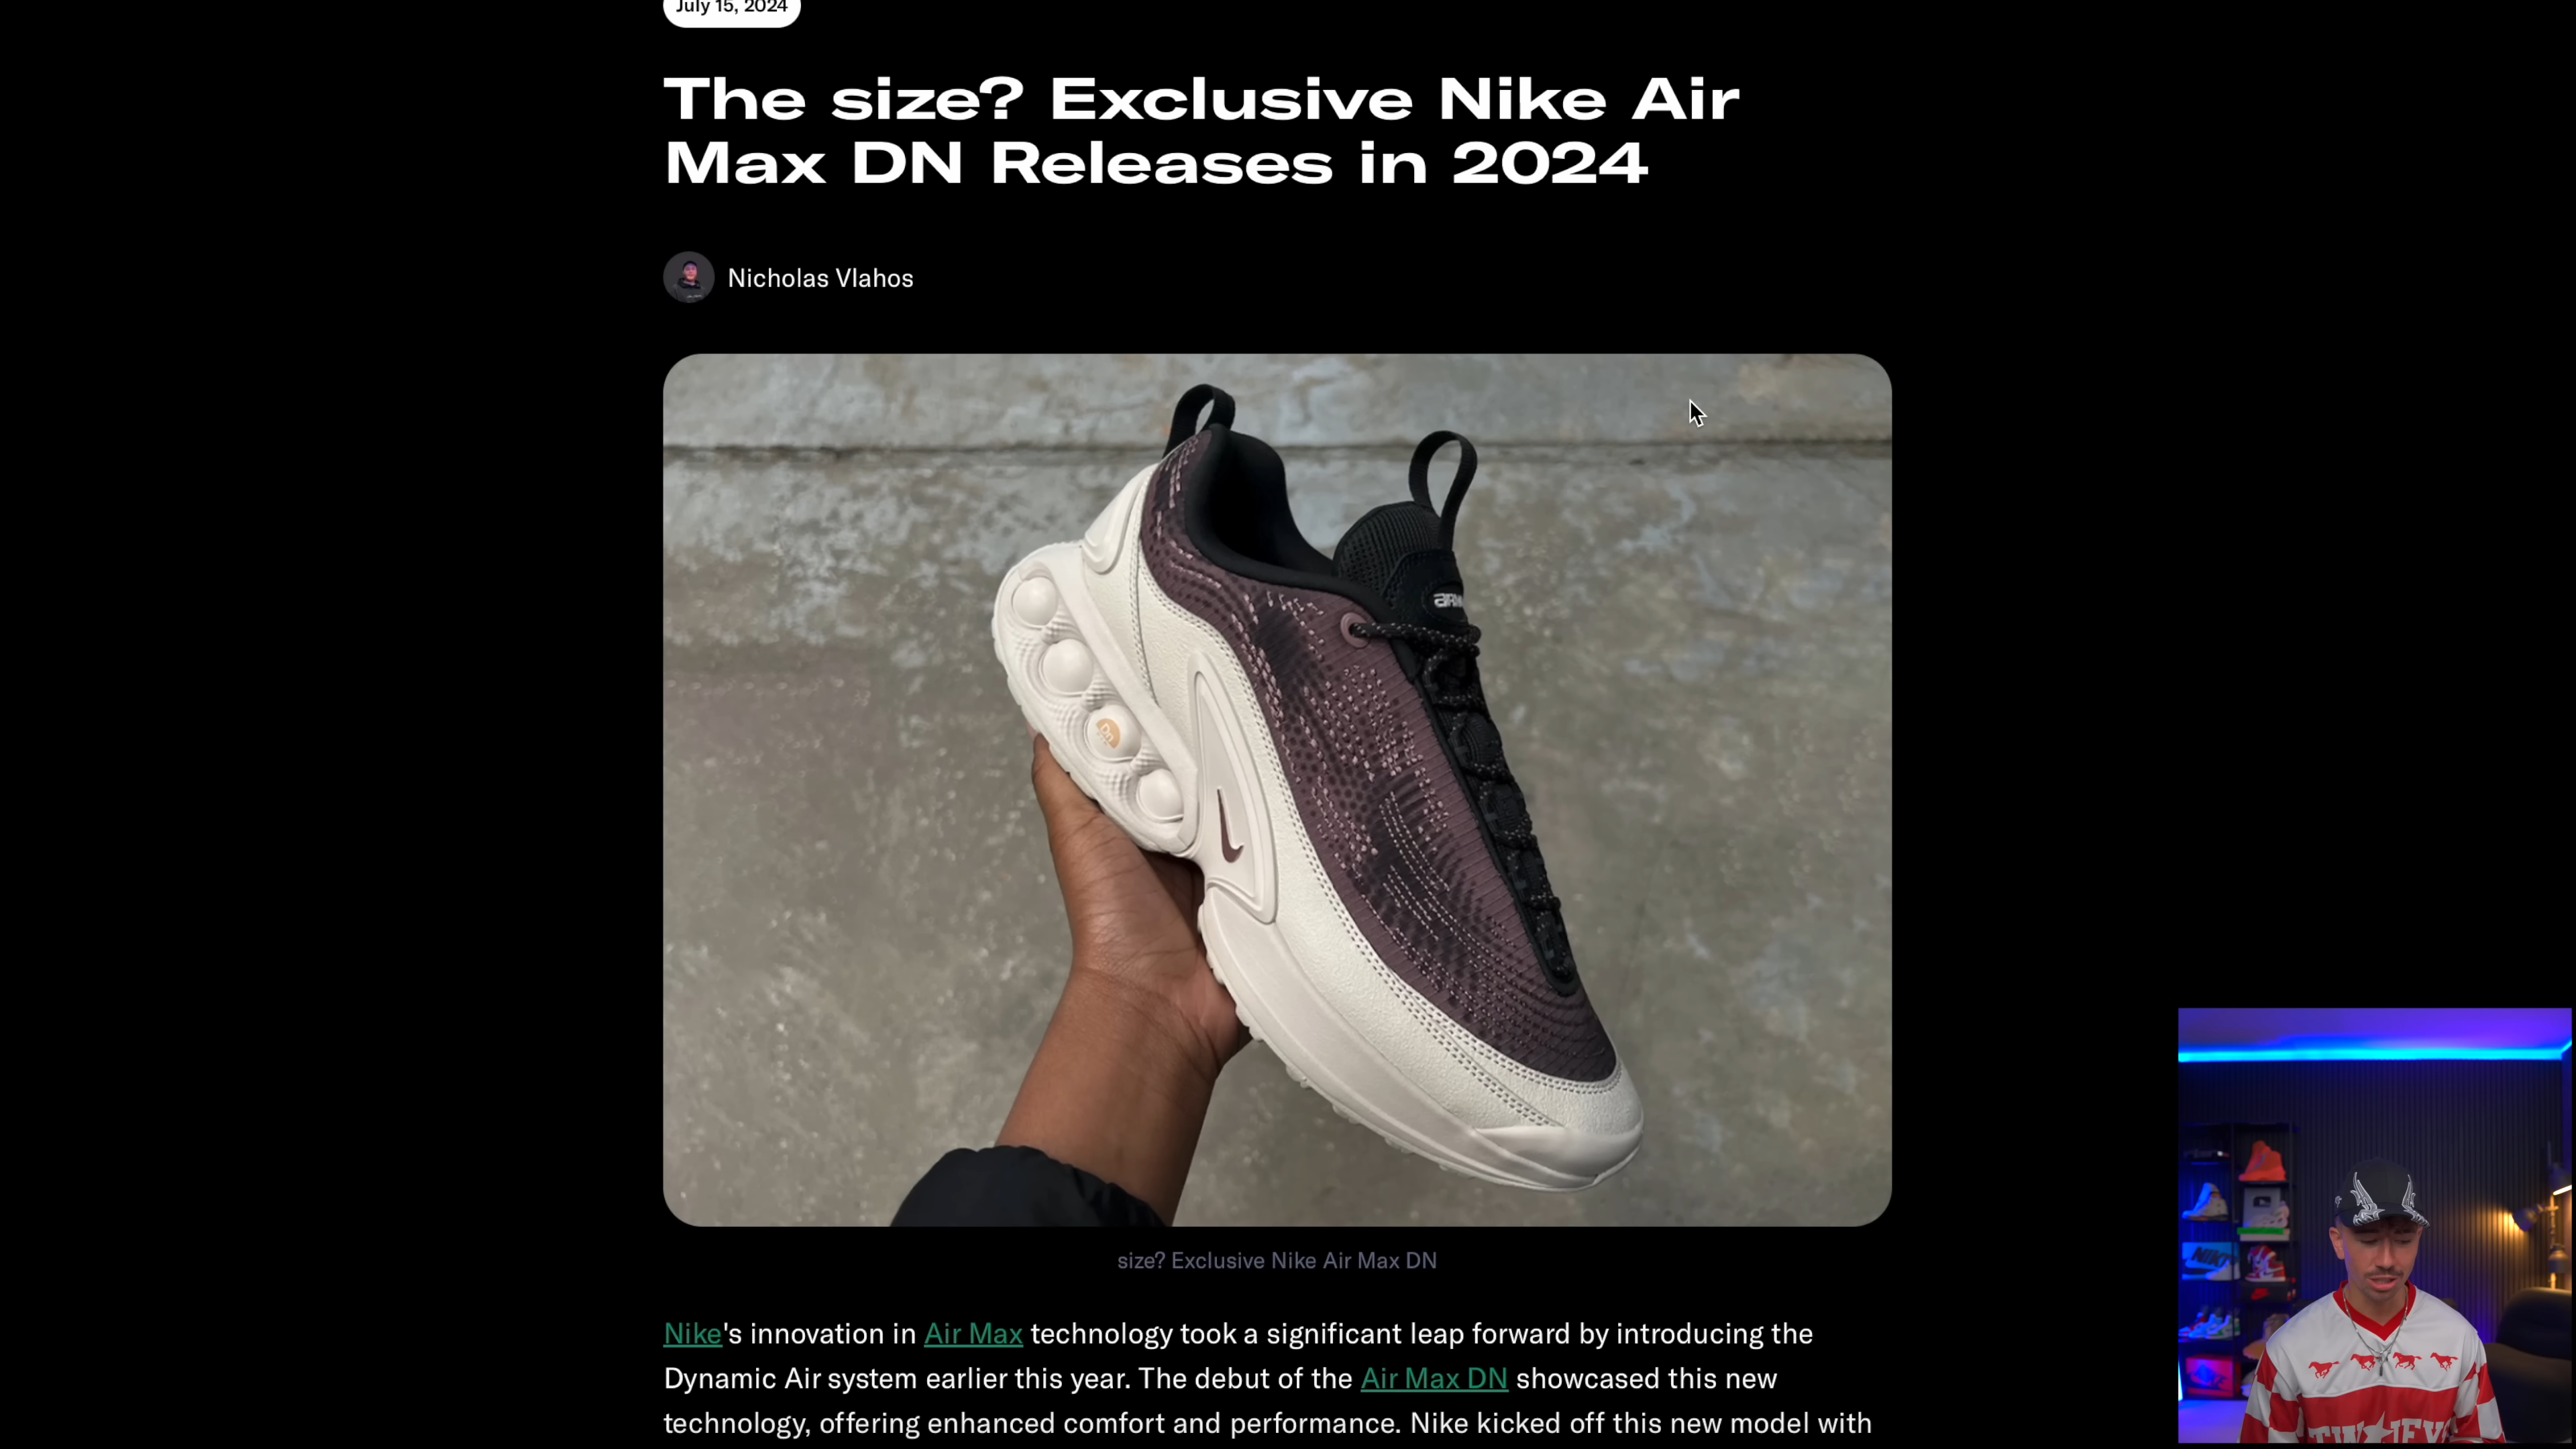 July 15, 2024
The size? Exclusive Nike Air
Max DN Releases in 2024
Nicholas Vlahos
Dn
size? Exclusive Nike Air Max DN
Nike's innovation in Air Max technology took a significant leap forward by introducing the
Dynamic Air system earlier this year. The debut of the Air Max DN showcased this new
technology, offering enhanced comfort and performance. Nike kicked off this new model with
NIKE